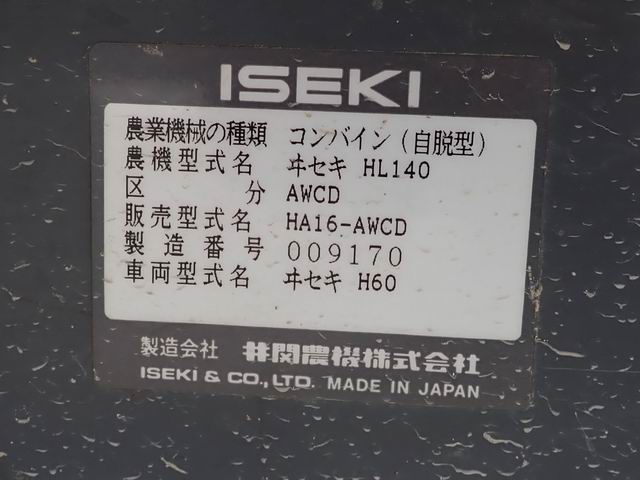 ISEKI
農業機械の種類 コンバイン(自脱型)
農機型式名 ヰセキ HL140
区分 AWCD
販売型式名 HA16-AWCD
製造番号 009170
車両型式名 ヰセキ H60
製造会社 井関農機株式会社
ISEKI & CO., LTD. MADE IN JAPAN